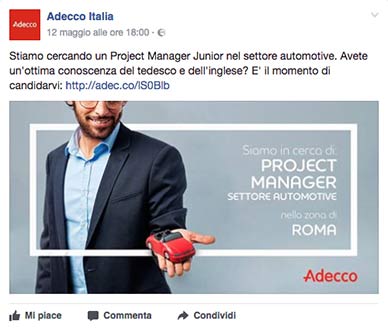 Adecco
Adecco Italia
12 maggio alle ore 18:00 ·
Stiamo cercando un Project Manager Junior nel settore automotive. Avete
un'ottima conoscenza del tedesco e dell'inglese? E' il momento di
candidarvi: http://adec.co/lS0Blb
Siamo in cerca di:
PROJECT
MANAGER
SETTORE AUTOMOTIVE
nella zona di
ROMA
Adecco
Mi piace
Commenta
Condividi